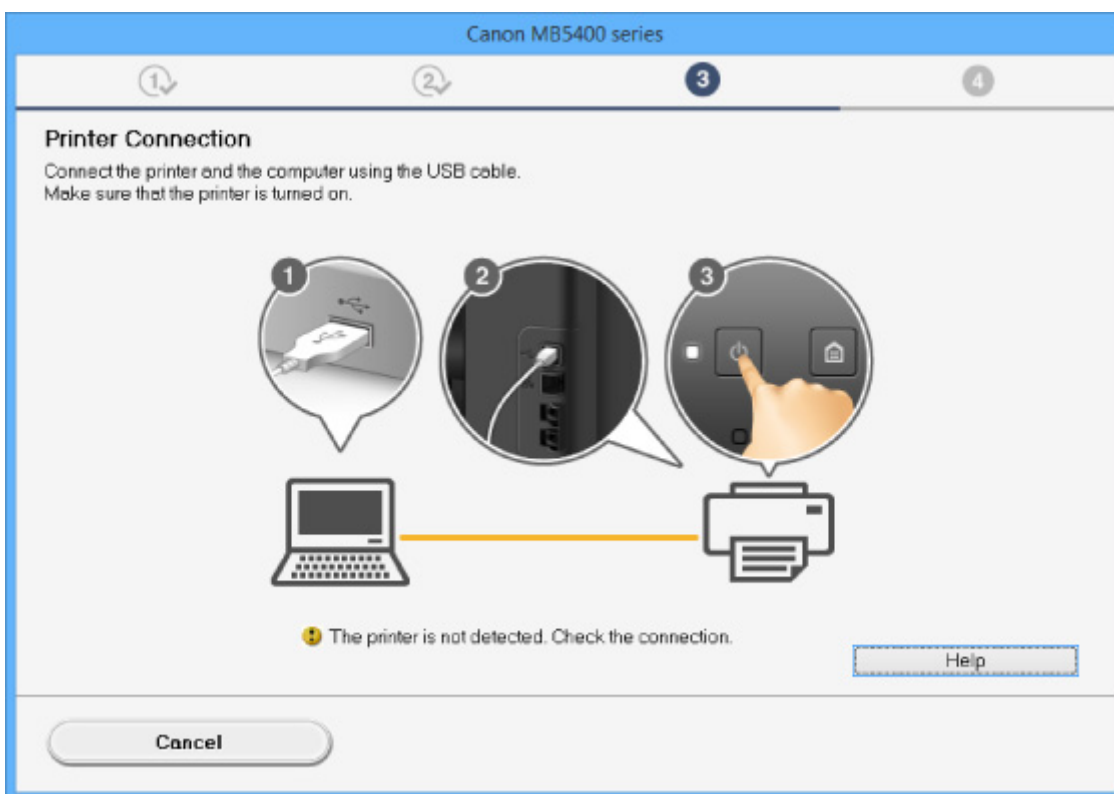 Canon MB5400 series
1 2 3 4
Printer Connection
Connect the printer and the computer using the USB cable.
Make sure that the printer is turned on.
1 2 3
The printer is not detected. Check the connection.
Help
Cancel